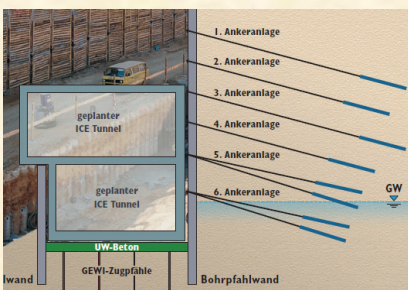 1. Ankeranlage
2. Ankeranlage
3. Ankeranlage
4. Ankeranlage
5. Ankeranlage
6. Ankeranlage
geplanter
ICE Tunnel
geplanter
ICE Tunnel
GW
UW-Beton
GEWI-Zugpfähle
lwand
Bohrpfahlwand